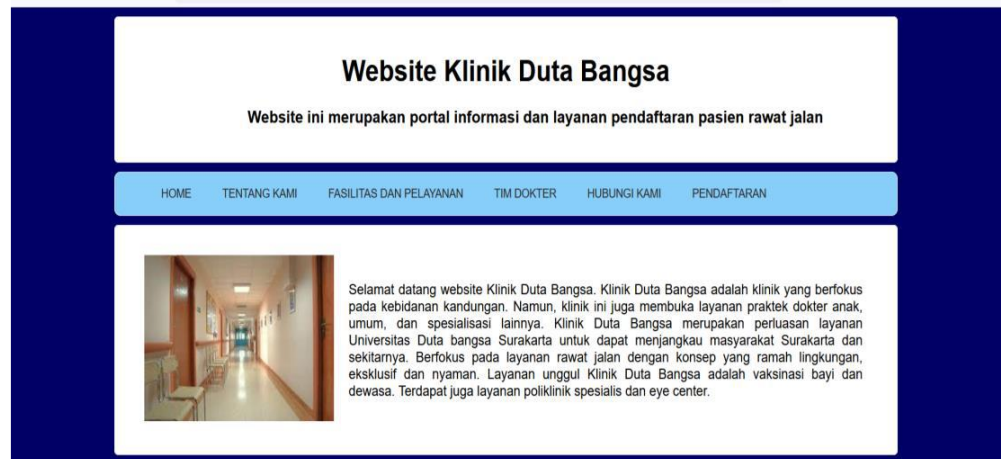 Website Klinik Duta Bangsa
Website ini merupakan portal informasi dan layanan pendaftaran pasien rawat jalan
HOME TENTANG KAMI FASILITAS DAN PELAYANAN TIM DOKTER HUBUNGI KAMI PENDAFTARAN
Selamat datang website Klinik Duta Bangsa. Klinik Duta Bangsa adalah klinik yang berfokus
pada kebidanan kandungan. Namun, klinik ini juga membuka layanan praktek dokter anak,
umum, dan spesialisasi lainnya. Klinik Duta Bangsa merupakan perluasan layanan
Universitas Duta bangsa Surakarta untuk dapat menjangkau masyarakat Surakarta dan
sekitarnya. Berfokus pada layanan rawat jalan dengan konsep yang ramah lingkungan,
eksklusif dan nyaman. Layanan unggul Klinik Duta Bangsa adalah vaksinasi bayi dan
dewasa. Terdapat juga layanan poliklinik spesialis dan eye center.